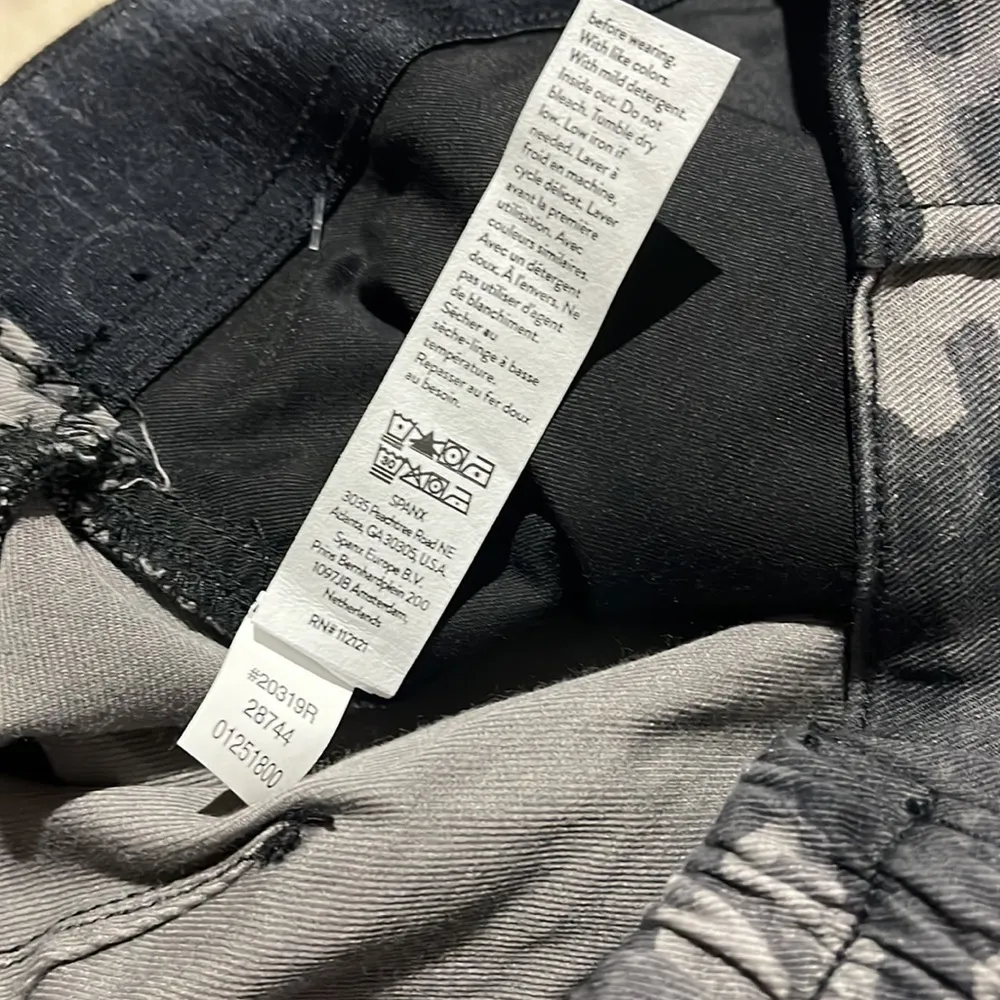 before wearing.
With like colors.
With mild detergent.
Inside out. Do not
bleach. Tumble dry
low. Low iron if
needed. Laver à
froid en machine,
cycle délicat. Laver
avant la première
utilisation. Avec
couleurs similaires.
Avec un détergent
doux. À l'envers. Ne
pas utiliser d'agent
de blanchiment.
Sécher au
sèche-linge à basse
température.
Repasser au fer doux
au besoin.
30
SPANX
3035 Peachtree Road NE
Atlanta, GA 30305, U.S.A.
Spanx Europe B.V.
Prins Bernhardplein 200
1097JB Amsterdam,
Netherlands
RN# 112121
#20319R
28744
01251800